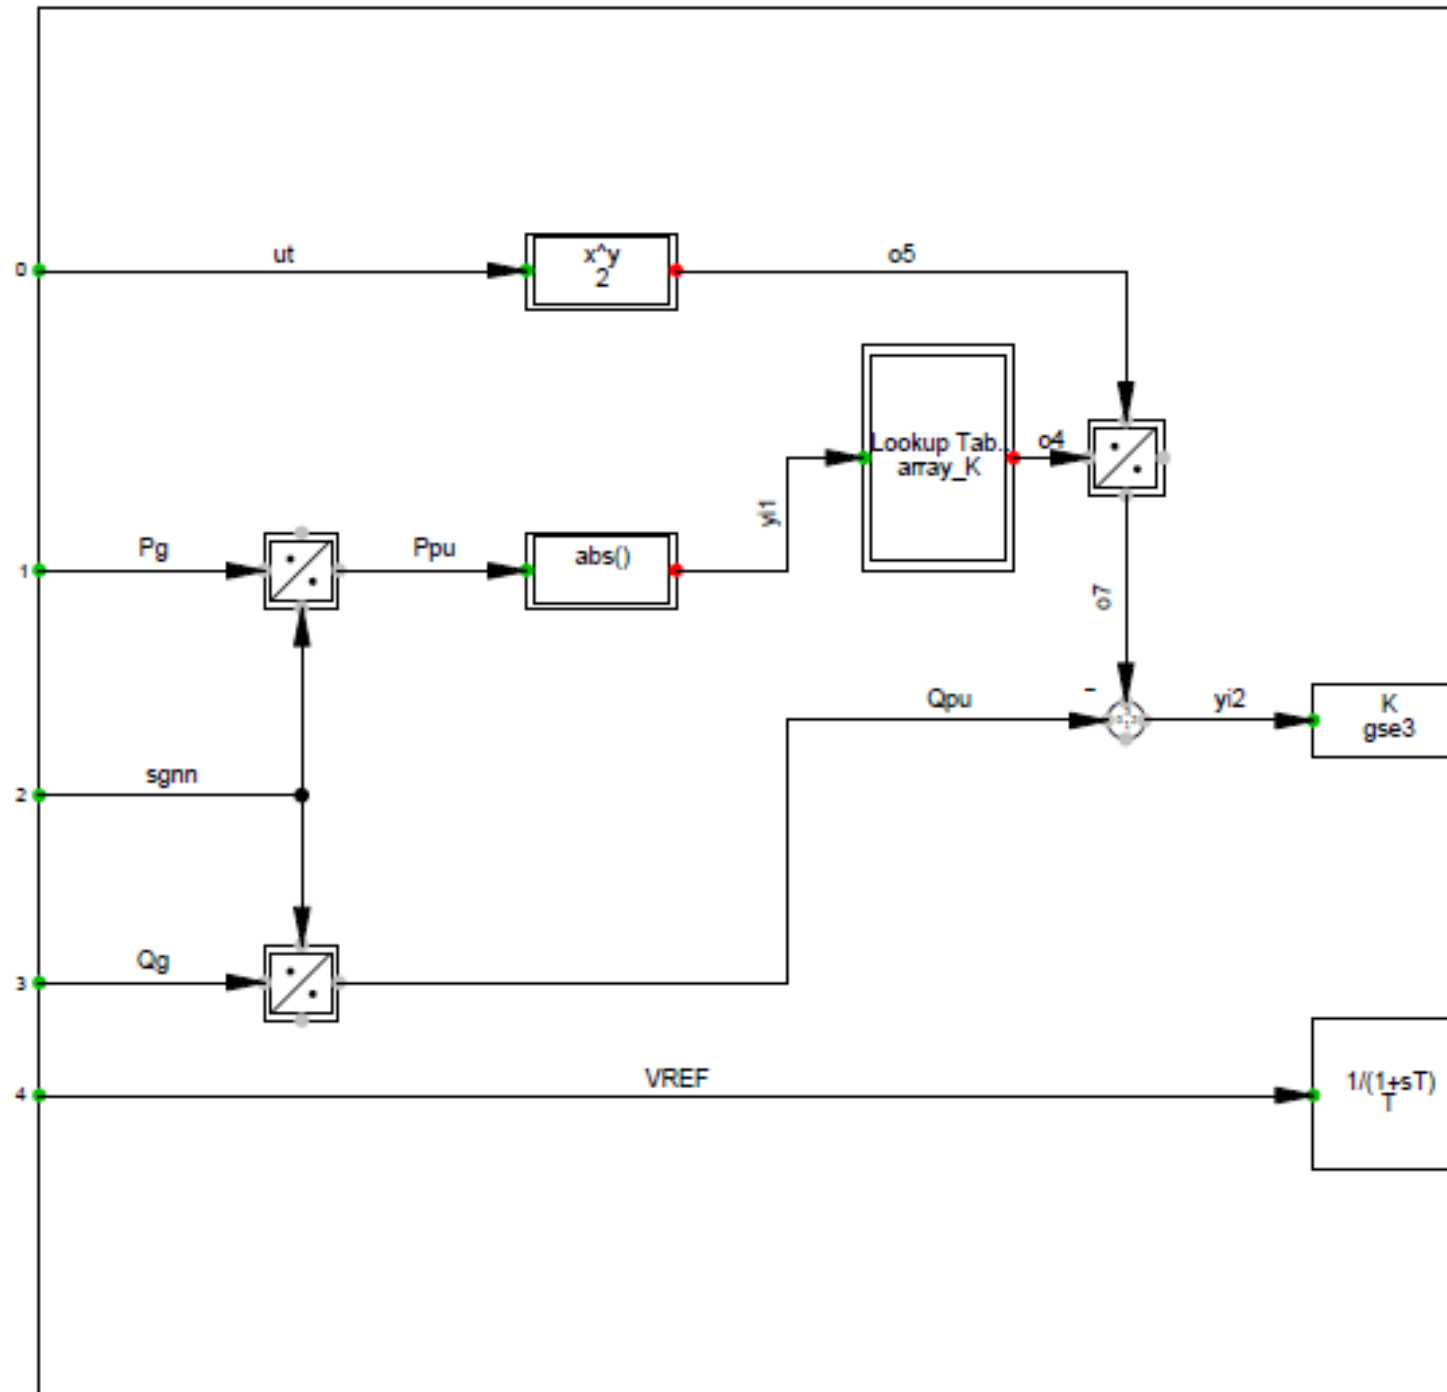 ut
x^y
2
o5
0
Lookup Tab..
array_K
o4
yi1
Pg
Ppu
abs()
1
o7
Qpu
-
yi2
K
gse3
sgnn
2
Qg
3
VREF
4
1/(1+sT)
T